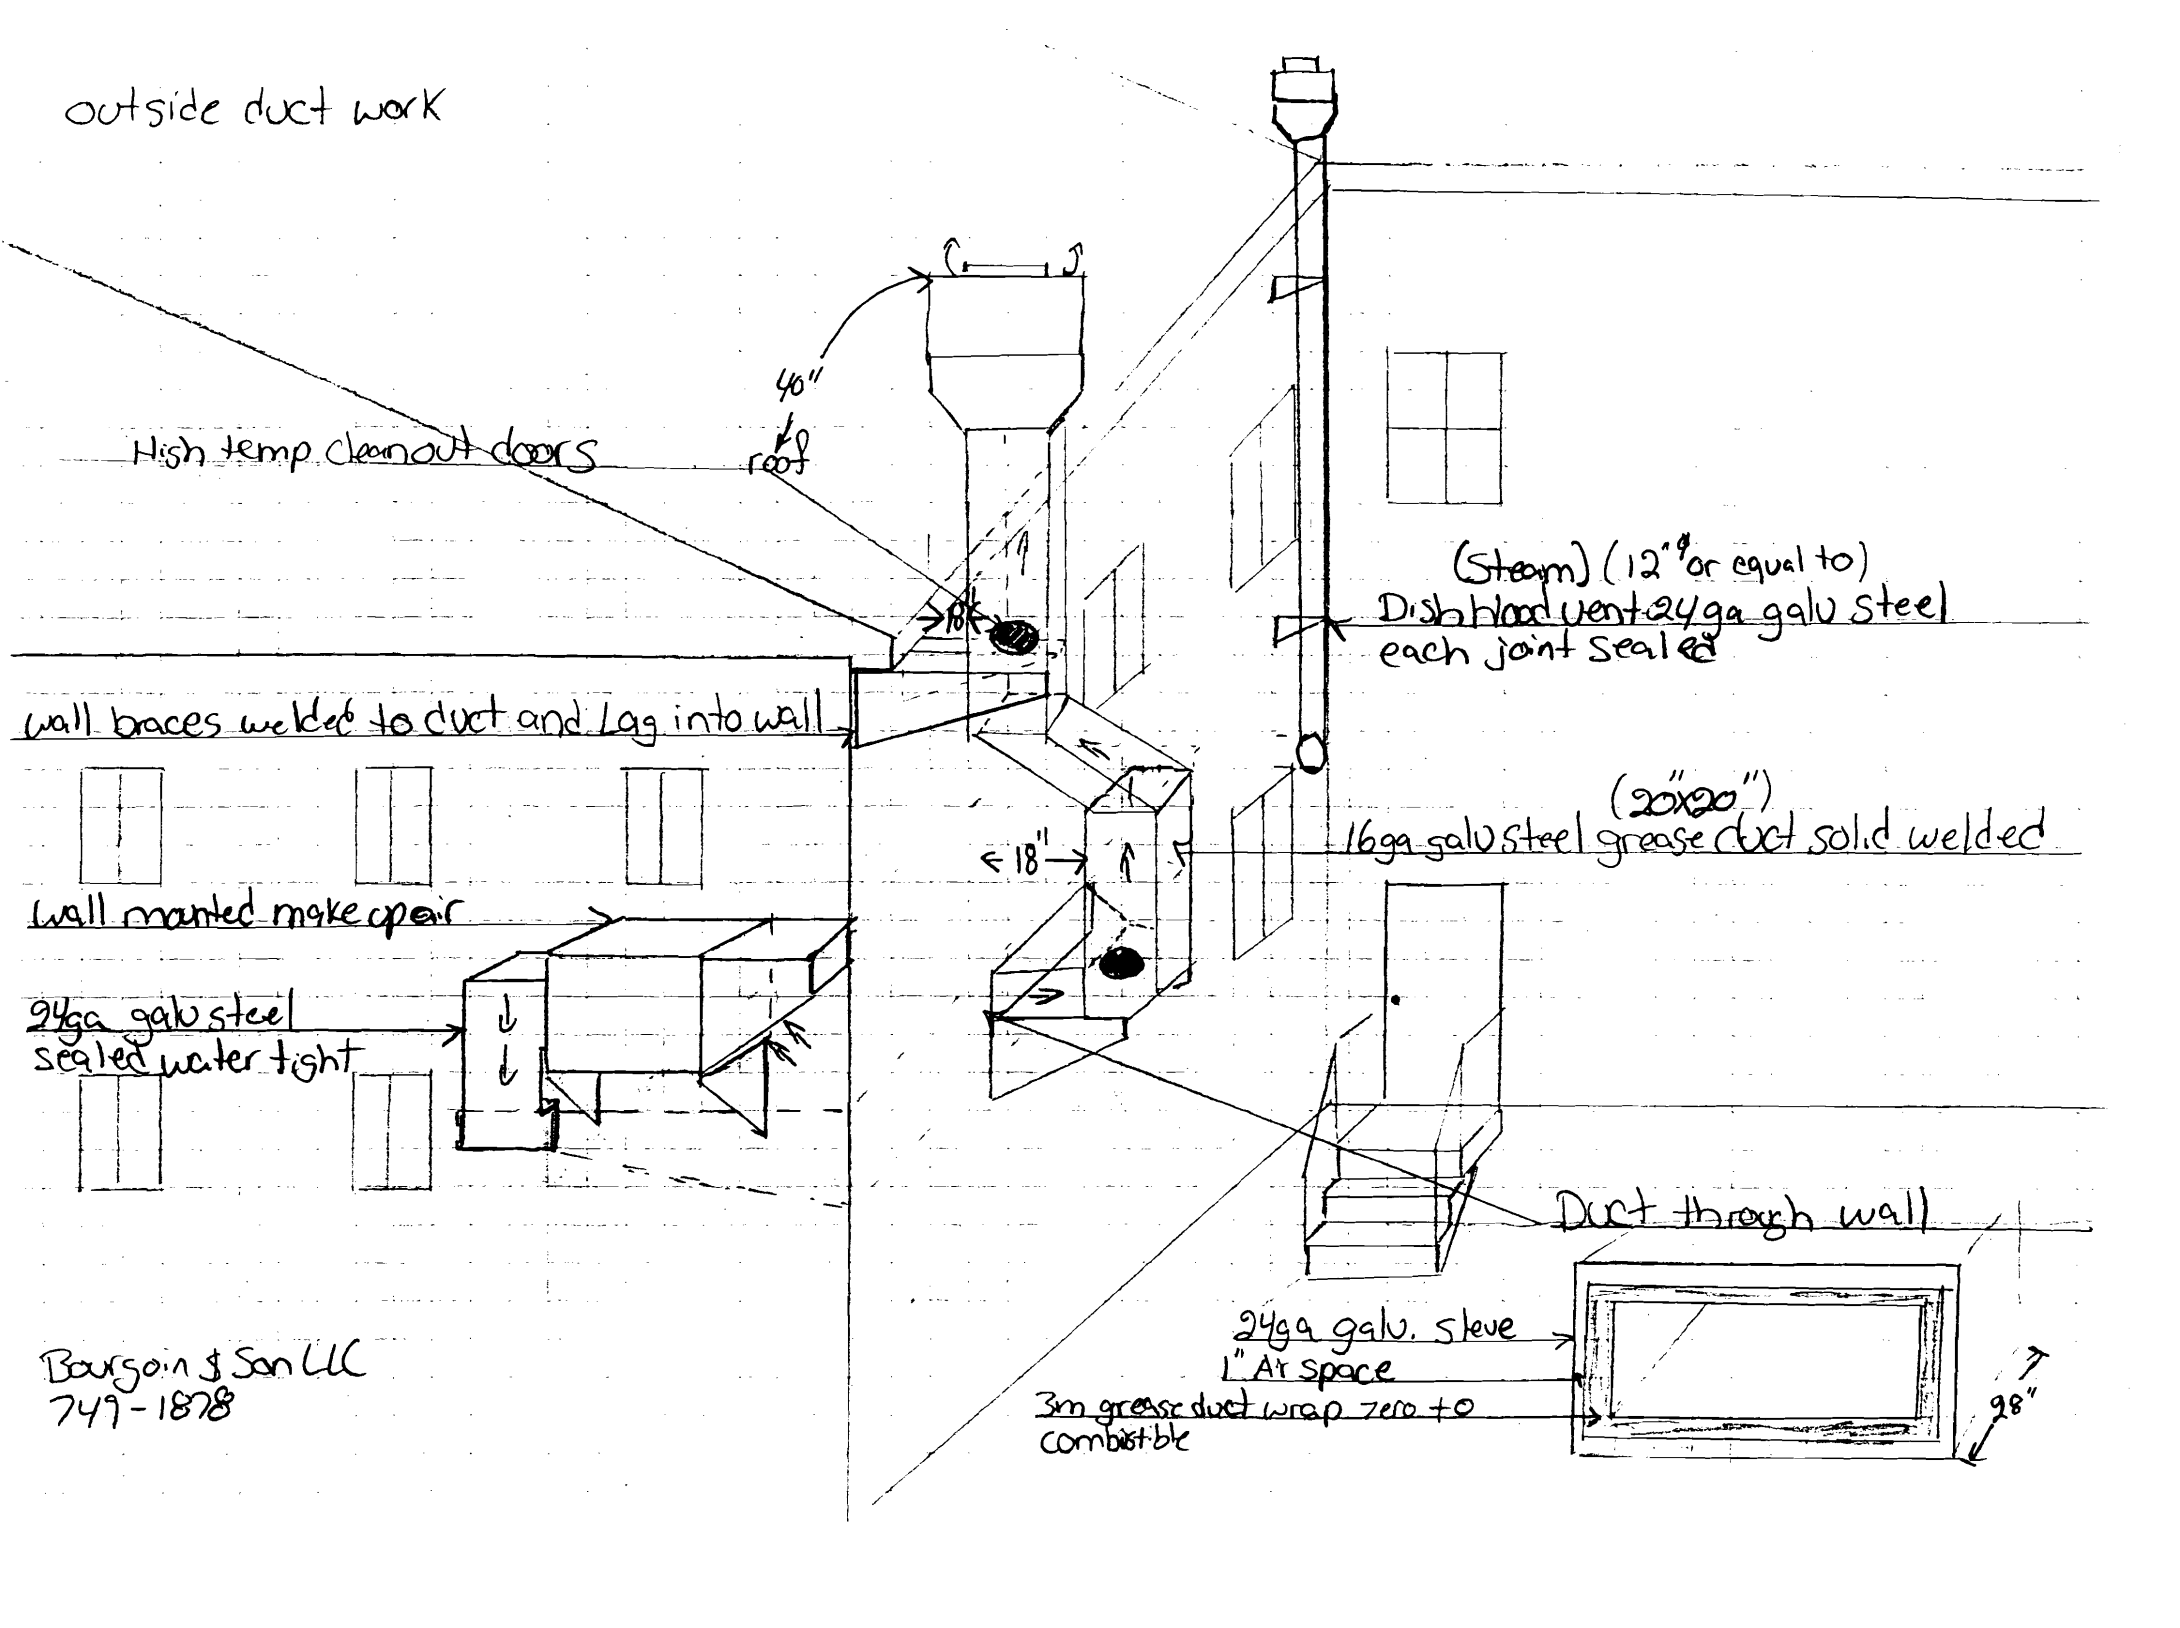 outside duct work
40"
High temp cleanout doors
roof
18"
(Steam) (12"φ or equal to)
Dish hood vent 24ga galv steel
each joint sealed
wall braces welded to duct and Lag into wall
(20"x20")
16ga galv steel grease duct solid welded
18"
wall mounted make up air
24ga galv steel
sealed water tight
Duct through wall
24ga galv. sleve
1" Air space
3m grease duct wrap zero to
combistible
28"
Bourgoin & Son LLC
749-1878